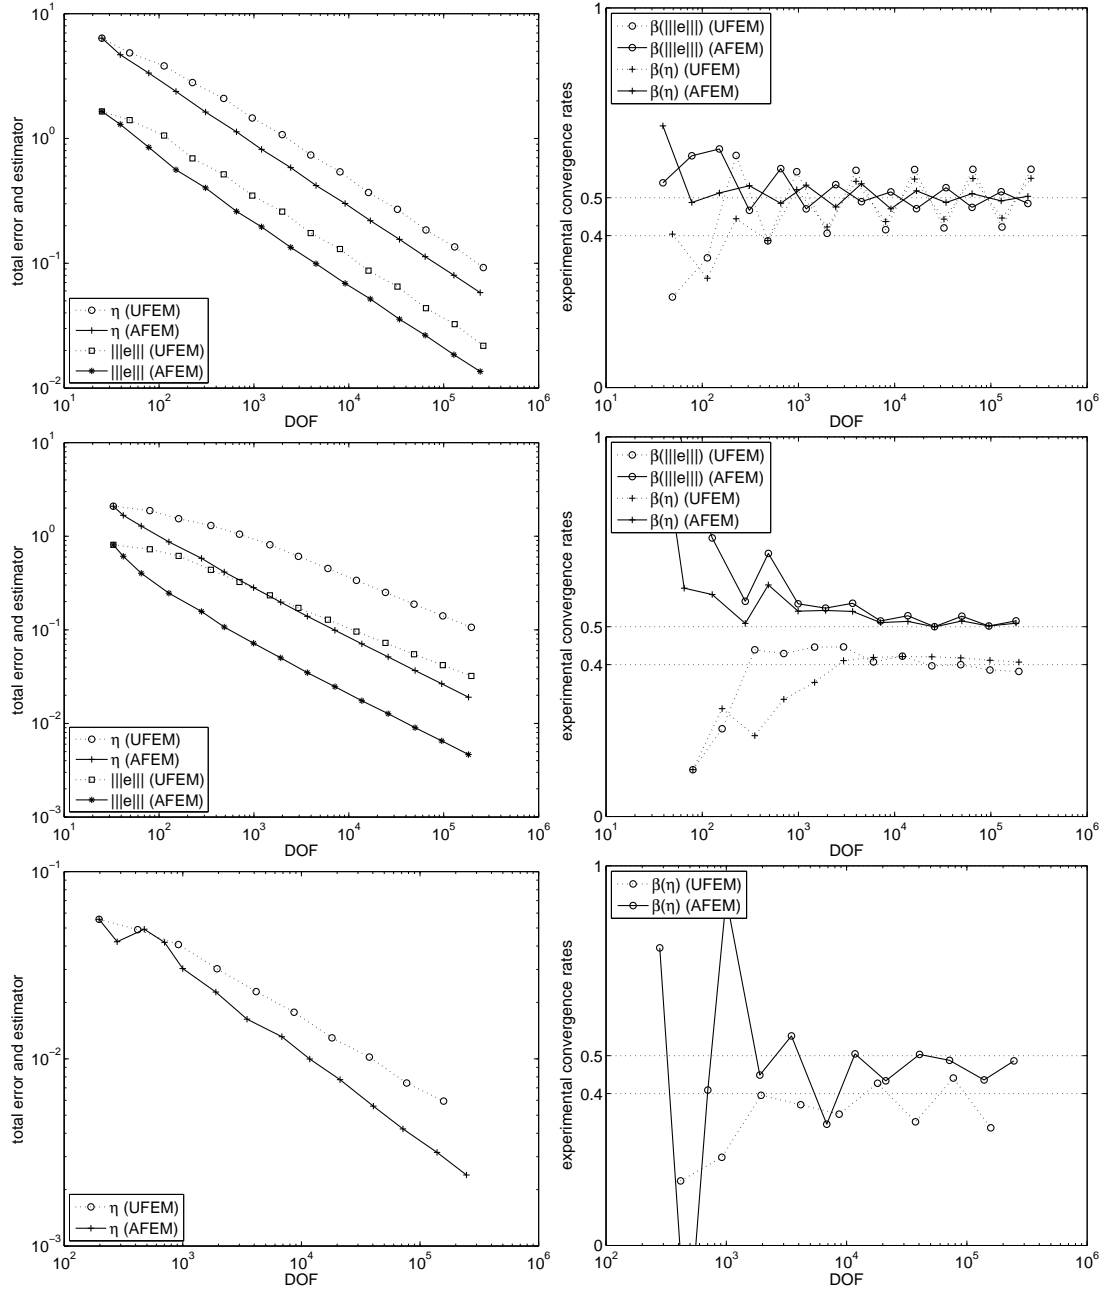 10^1
10^0
10^−1
10^−2
total error and estimator
η (UFEM)
η (AFEM)
|||e||| (UFEM)
|||e||| (AFEM)
10^1 10^2 10^3 10^4 10^5 10^6
DOF
1
0.5
0.4
0
experimental convergence rates
β(|||e|||) (UFEM)
β(|||e|||) (AFEM)
β(η) (UFEM)
β(η) (AFEM)
10^1 10^2 10^3 10^4 10^5 10^6
DOF
10^1
10^0
10^−1
10^−2
10^−3
total error and estimator
η (UFEM)
η (AFEM)
|||e||| (UFEM)
|||e||| (AFEM)
10^1 10^2 10^3 10^4 10^5 10^6
DOF
1
0.5
0.4
0
experimental convergence rates
β(|||e|||) (UFEM)
β(|||e|||) (AFEM)
β(η) (UFEM)
β(η) (AFEM)
10^1 10^2 10^3 10^4 10^5 10^6
DOF
10^−1
10^−2
10^−3
total error and estimator
η (UFEM)
η (AFEM)
10^2 10^3 10^4 10^5 10^6
DOF
1
0.5
0.4
0
experimental convergence rates
β(η) (UFEM)
β(η) (AFEM)
10^2 10^3 10^4 10^5 10^6
DOF